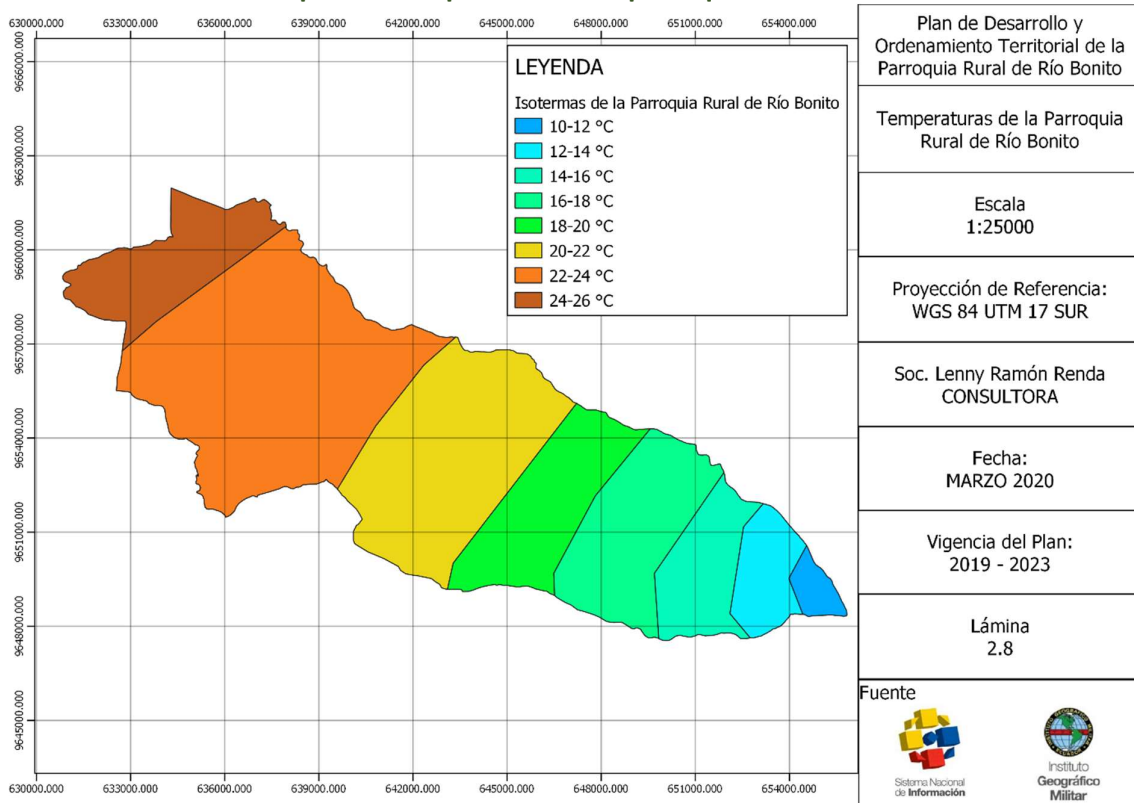 630000.000 633000.000 636000.000 639000.000 642000.000 645000.000 648000.000 651000.000 654000.000
9666000.000
9663000.000
9660000.000
9657000.000
9654000.000
9651000.000
9648000.000
9645000.000
LEYENDA
Isotermas de la Parroquia Rural de Río Bonito
10-12 °C
12-14 °C
14-16 °C
16-18 °C
18-20 °C
20-22 °C
22-24 °C
24-26 °C
630000.000 633000.000 636000.000 639000.000 642000.000 645000.000 648000.000 651000.000 654000.000
Plan de Desarrollo y
Ordenamiento Territorial de la
Parroquia Rural de Río Bonito
Temperaturas de la Parroquia
Rural de Río Bonito
Escala
1:25000
Proyección de Referencia:
WGS 84 UTM 17 SUR
Soc. Lenny Ramón Renda
CONSULTORA
Fecha:
MARZO 2020
Vigencia del Plan:
2019 - 2023
Lámina
2.8
Fuente
Sistema Nacional
de Información
Instituto
Geográfico
Militar